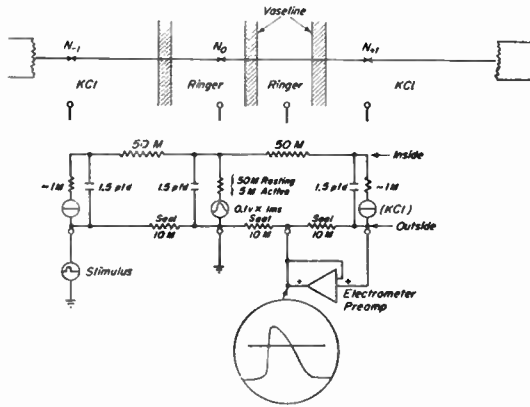 Vaseline
N-1
N0
N+1
KCl
Ringer
Ringer
KCl
50 M
50 M
Inside
~1M
1.5 pfd
1.5 pfd
50M Resting
5M Active
1.5 pfd
~1M
0.1v x 1ms
(KCl)
Seal
10 M
Seal
10 M
Seal
10 M
Outside
Stimulus
+
+
Electrometer
Preamp